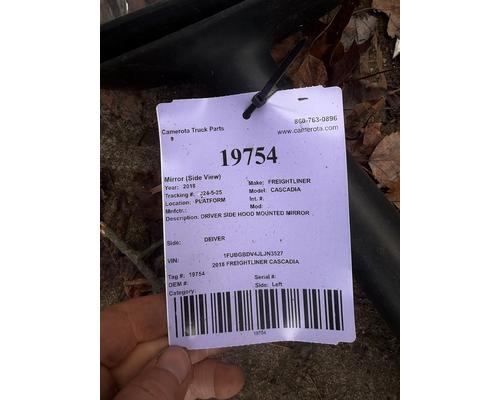 Camerota Truck Parts
860-763-0896
www.camerota.com
19754
Mirror (Side View)
Year: 2018 Make: FREIGHTLINER
Tracking #: 224-5-25 Model: CASCADIA
Location: PLATFORM Int. #:
Mnfctr.: Mod:
Description: DRIVER SIDE HOOD MOUNTED MIRROR
Side: DEIVER
VIN: 1FUBGBDV4JLJN3527
2018 FREIGHTLINER CASCADIA
Tag #: 19754 Serial #:
OEM #: Side: Left
Category:
19754